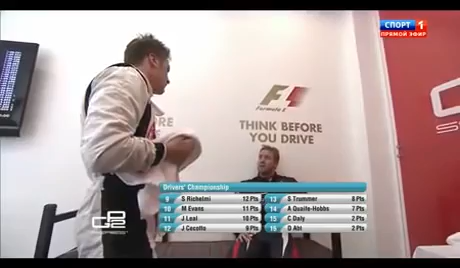 СПОРТ 1
ПРЯМОЙ ЭФИР
F1
Formula 1
THINK BEFORE
YOU DRIVE
Drivers' Championship
9 S Richelmi 12 Pts 13 S Trummer 8 Pts
10 M Evans 11 Pts 14 A Quaife-Hobbs 7 Pts
11 J Leal 10 Pts 15 C Daly 2 Pts
12 J Cecotto 9 Pts 16 D Abt 2 Pts
GP2